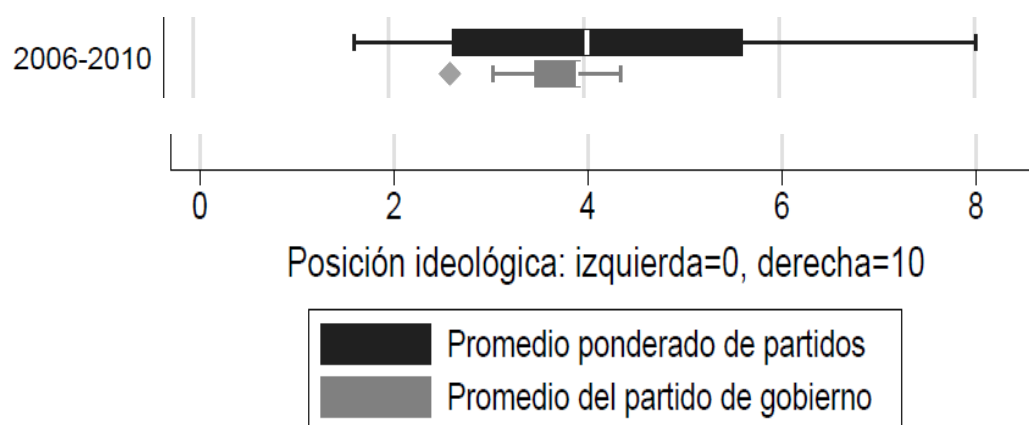 2006-2010
0 2 4 6 8
Posición ideológica: izquierda=0, derecha=10
Promedio ponderado de partidos
Promedio del partido de gobierno